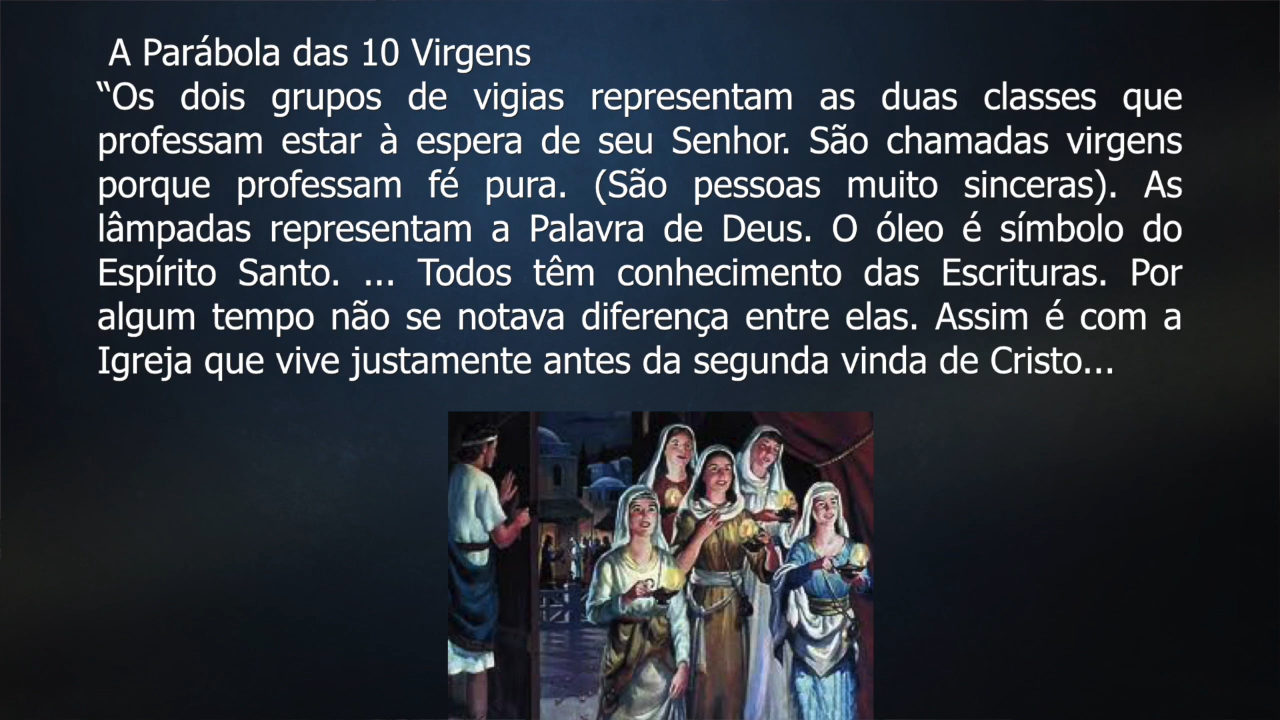 A Parábola das 10 Virgens
“Os dois grupos de vigias representam as duas classes que
professam estar à espera de seu Senhor. São chamadas virgens
porque professam fé pura. (São pessoas muito sinceras). As
lâmpadas representam a Palavra de Deus. O óleo é símbolo do
Espírito Santo. ... Todos têm conhecimento das Escrituras. Por
algum tempo não se notava diferença entre elas. Assim é com a
Igreja que vive justamente antes da segunda vinda de Cristo...